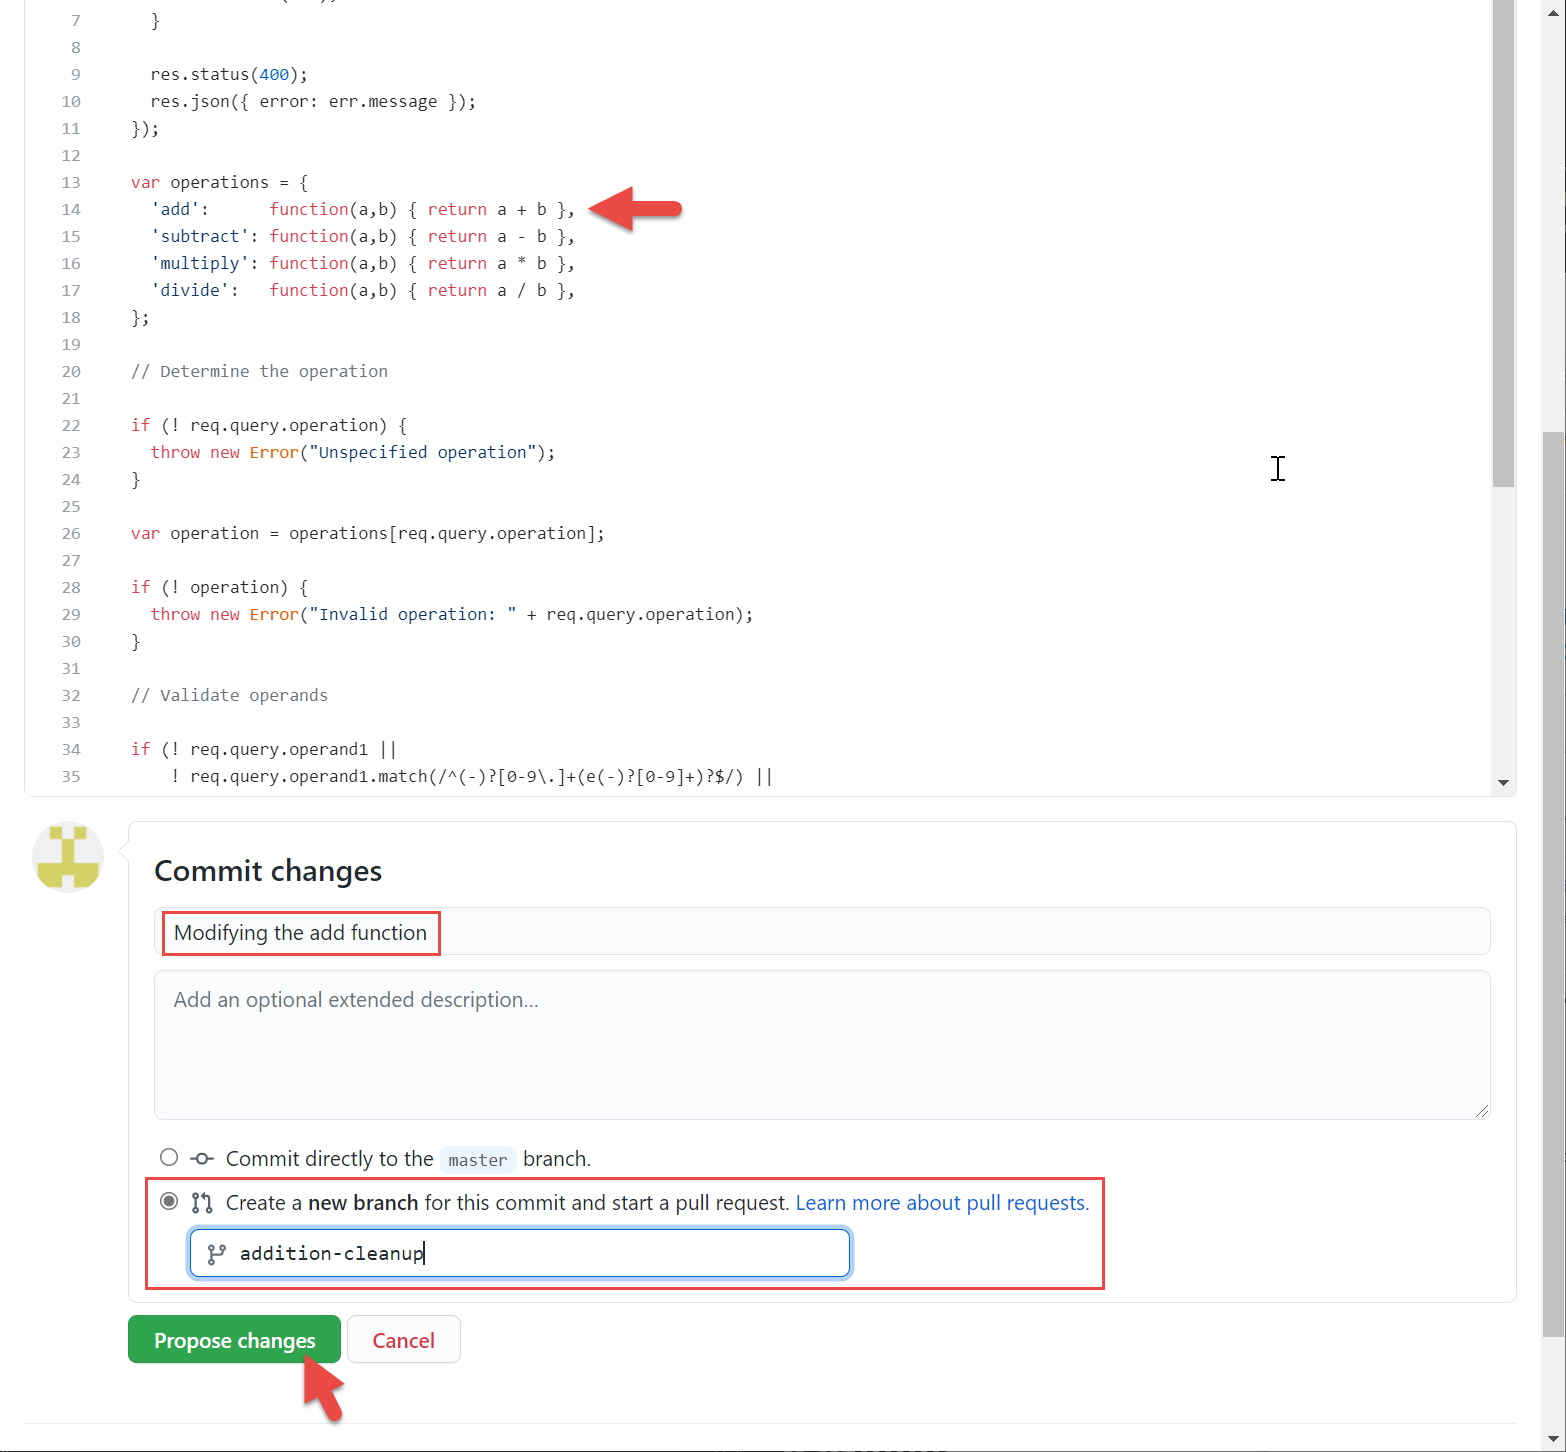 7 }
8
9 res.status(400);
10 res.json({ error: err.message });
11 });
12
13 var operations = {
14 'add':      function(a,b) { return a + b },
15 'subtract': function(a,b) { return a - b },
16 'multiply': function(a,b) { return a * b },
17 'divide':   function(a,b) { return a / b },
18 };
19
20 // Determine the operation
21
22 if (! req.query.operation) {
23 throw new Error("Unspecified operation");
24 }
25
26 var operation = operations[req.query.operation];
27
28 if (! operation) {
29 throw new Error("Invalid operation: " + req.query.operation);
30 }
31
32 // Validate operands
33
34 if (! req.query.operand1 ||
35 ! req.query.operand1.match(/^(-)?[0-9\.]+(e(-)?[0-9]+)?$/) ||
Commit changes
Modifying the add function
Add an optional extended description...
Commit directly to the master branch.
Create a new branch for this commit and start a pull request. Learn more about pull requests.
addition-cleanup
Propose changes Cancel